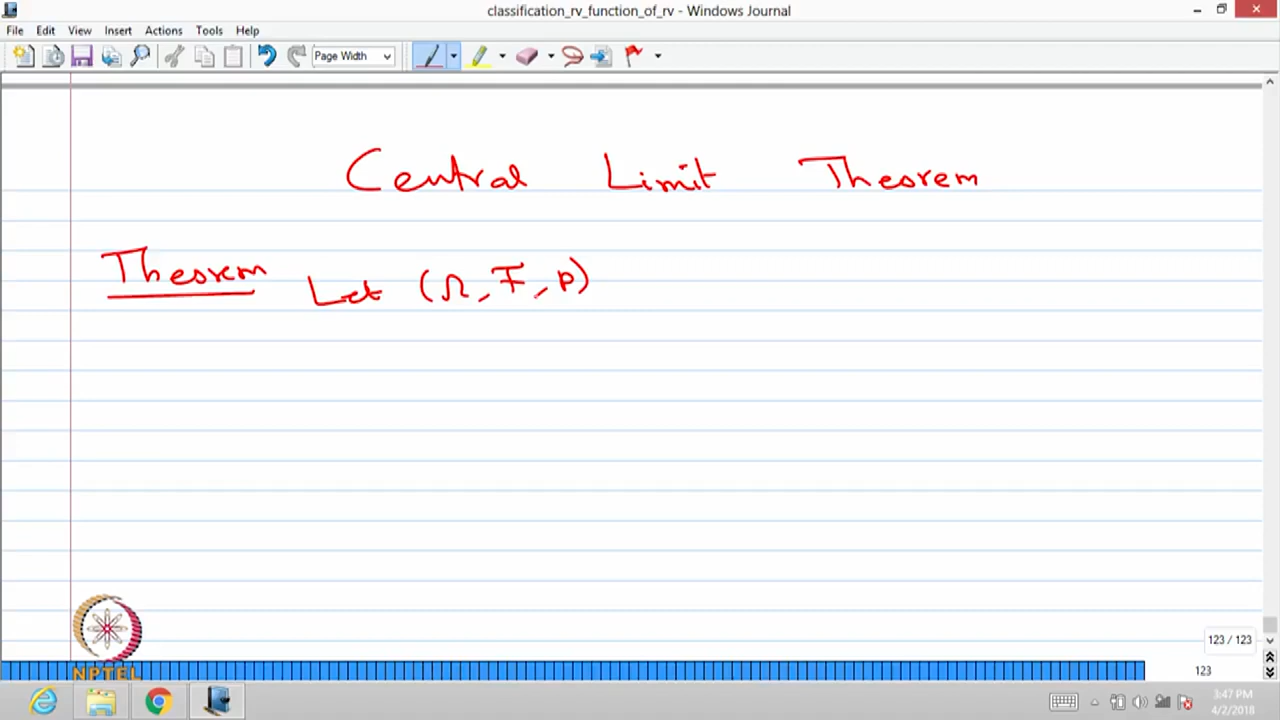 classification_rv_function_of_rv - Windows Journal
File Edit View Insert Actions Tools Help
Page Width
Central Limit Theorem
Theorem Let (Ω, F, P)
123 / 123
NPTEL
123
3:47 PM
4/2/2018